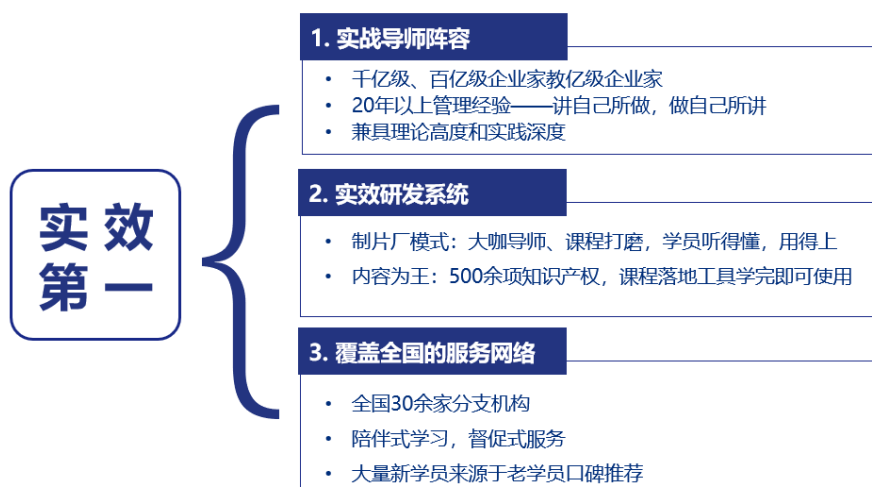 实效
第一
1. 实战导师阵容
• 千亿级、百亿级企业家教亿级企业家
• 20年以上管理经验——讲自己所做，做自己所讲
• 兼具理论高度和实践深度
2. 实效研发系统
• 制片厂模式：大咖导师、课程打磨，学员听得懂，用得上
• 内容为王：500余项知识产权，课程落地工具学完即可使用
3. 覆盖全国的服务网络
• 全国30余家分支机构
• 陪伴式学习，督促式服务
• 大量新学员来源于老学员口碑推荐